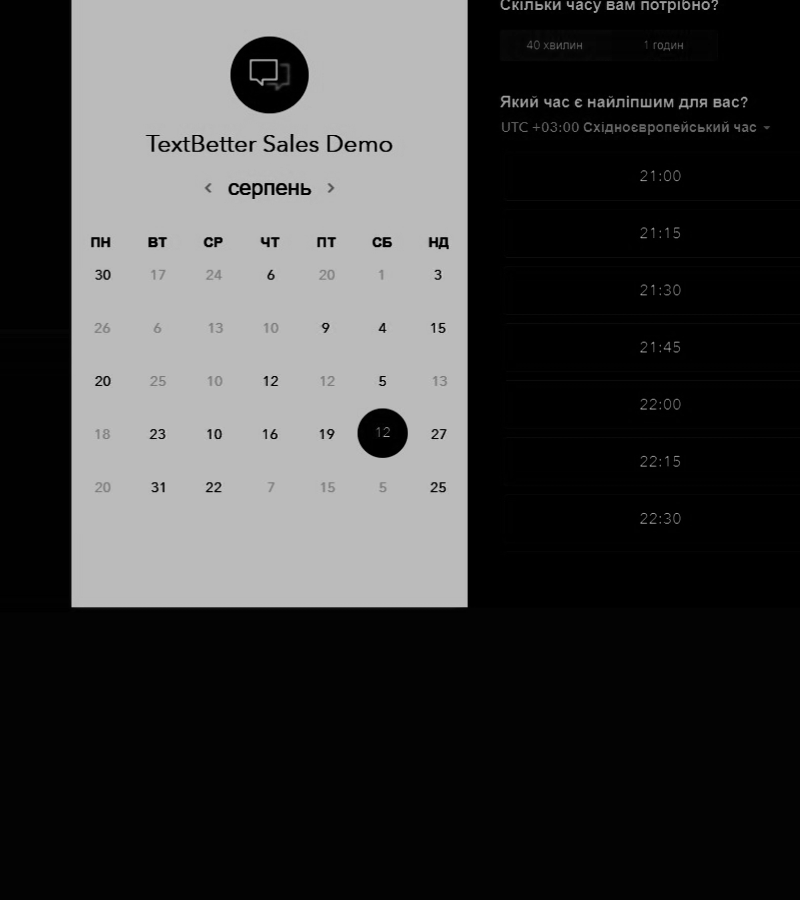 TextBetter Sales Demo
серпень
ПН ВТ СР ЧТ ПТ СБ НД
30 17 24 6 20 1 3
26 6 13 10 9 4 15
20 25 10 12 12 5 13
18 23 10 16 19 12 27
20 31 22 7 15 5 25
Скільки часу вам потрібно?
40 хвилин 1 годин
Який час є найліпшим для вас?
UTC +03:00 Східноєвропейський час
21:00
21:15
21:30
21:45
22:00
22:15
22:30